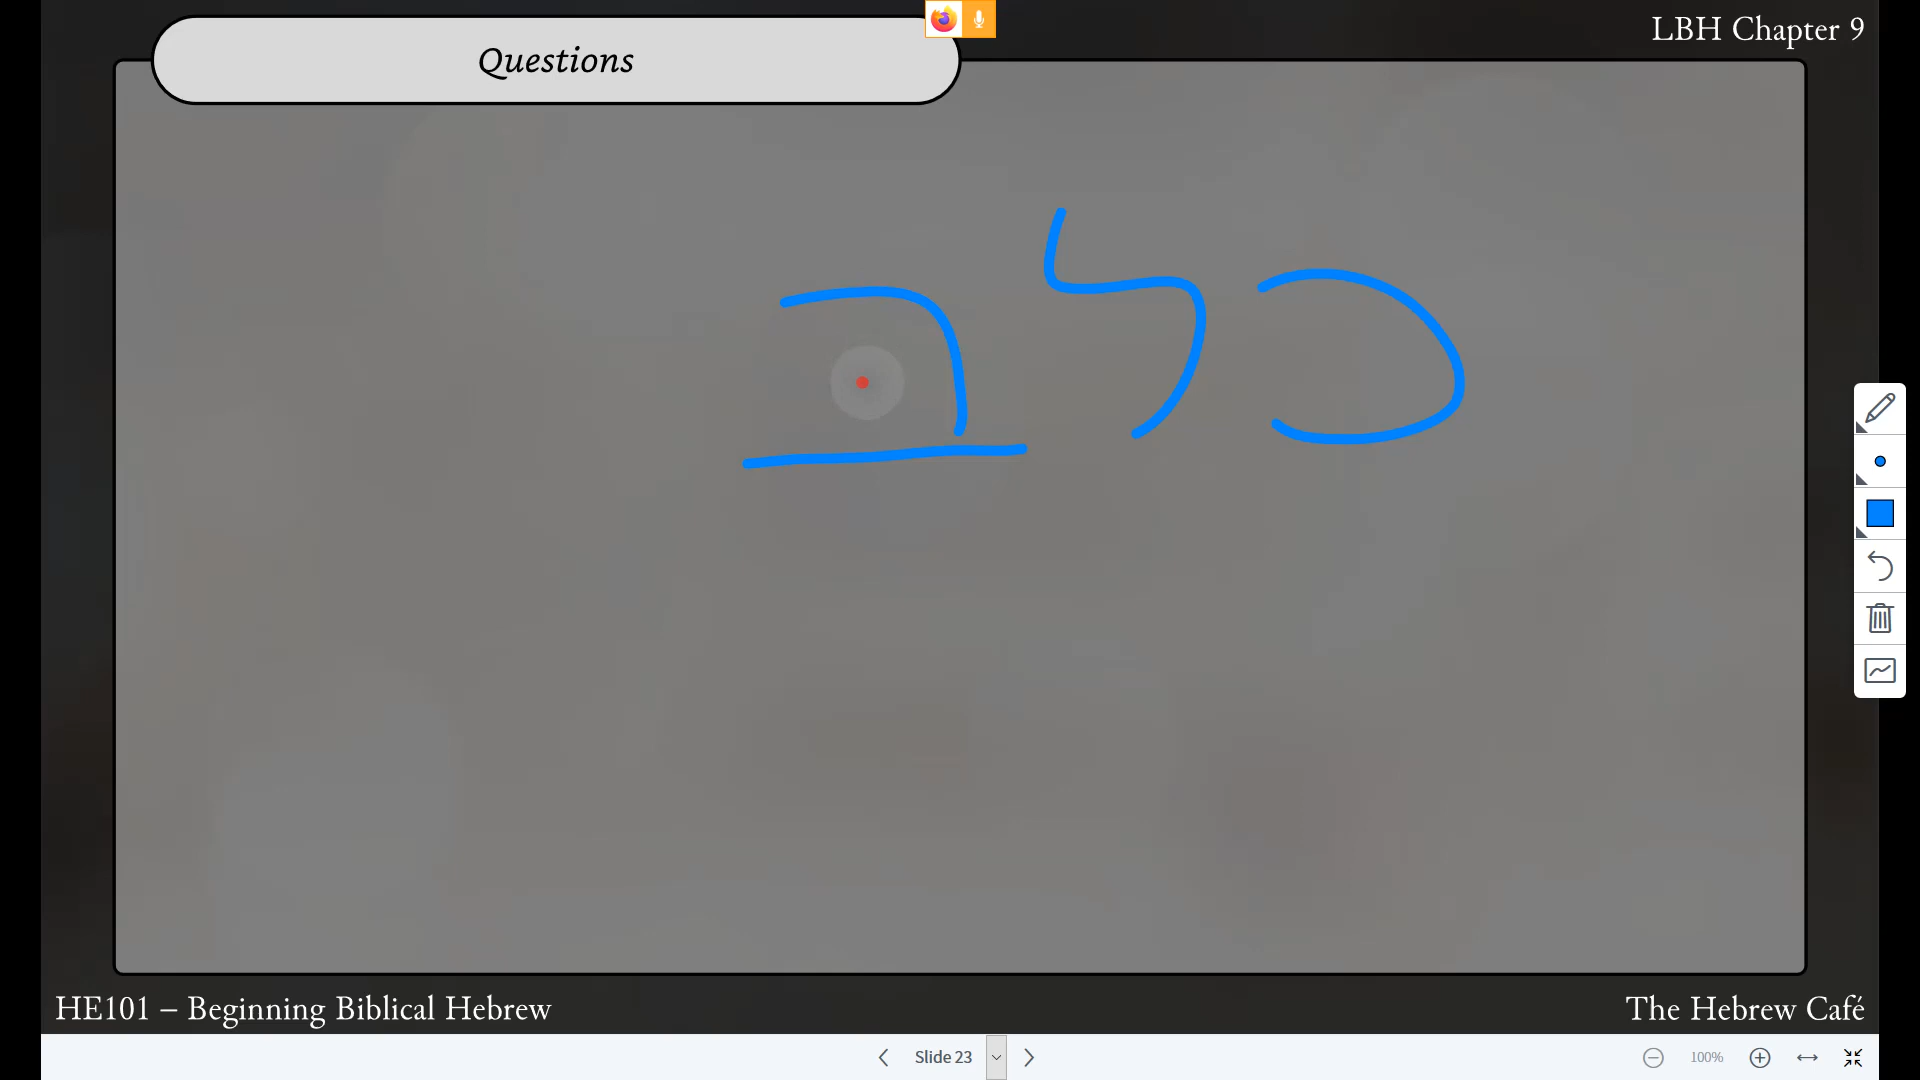 Questions
LBH Chapter 9
כלב
HE101 – Beginning Biblical Hebrew
The Hebrew Café
Slide 23
100%